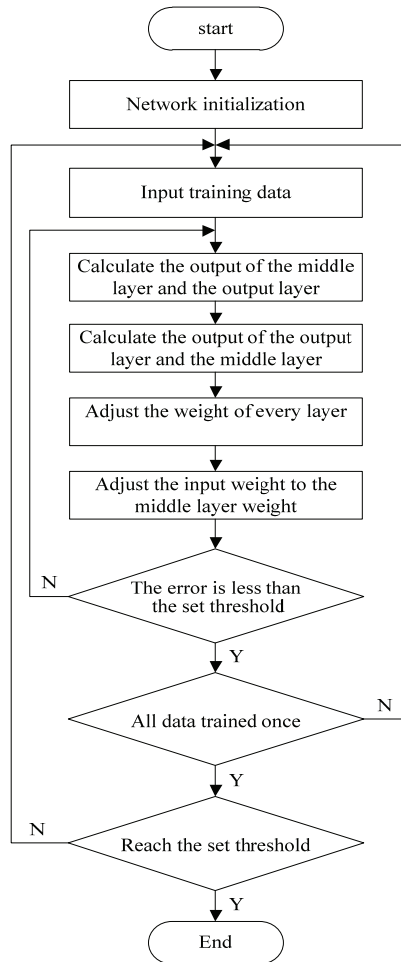 start
Network initialization
Input training data
Calculate the output of the middle
layer and the output layer
Calculate the output of the output
layer and the middle layer
Adjust the weight of every layer
Adjust the input weight to the
middle layer weight
N
The error is less than
the set threshold
Y
N
All data trained once
Y
N
Reach the set threshold
Y
End